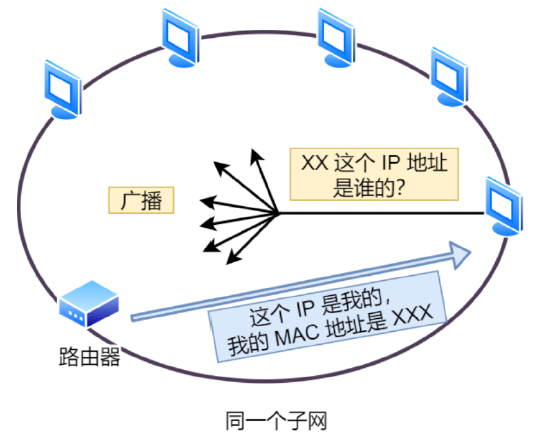 XX 这个 IP 地址
是谁的?
广播
这个 IP 是我的，
我的 MAC 地址是 XXX
路由器
同一个子网